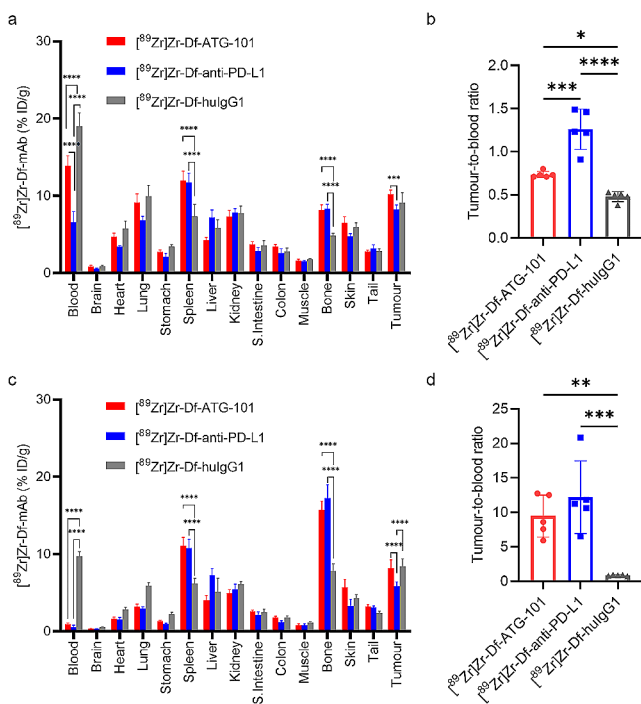 a
[⁸⁹Zr]Zr-Df-mAb (% ID/g)
30
20
10
0
[⁸⁹Zr]Zr-Df-ATG-101
[⁸⁹Zr]Zr-Df-anti-PD-L1
[⁸⁹Zr]Zr-Df-huIgG1
****
****
****
****
****
****
****
***
Blood
Brain
Heart
Lung
Stomach
Spleen
Liver
Kidney
S.Intestine
Colon
Muscle
Bone
Skin
Tail
Tumour
b
Tumour-to-blood ratio
2.0
1.5
1.0
0.5
0.0
*
****
***
[⁸⁹Zr]Zr-Df-ATG-101
[⁸⁹Zr]Zr-Df-anti-PD-L1
[⁸⁹Zr]Zr-Df-huIgG1
c
[⁸⁹Zr]Zr-Df-mAb (% ID/g)
30
20
10
0
[⁸⁹Zr]Zr-Df-ATG-101
[⁸⁹Zr]Zr-Df-anti-PD-L1
[⁸⁹Zr]Zr-Df-huIgG1
****
****
****
****
****
****
****
****
Blood
Brain
Heart
Lung
Stomach
Spleen
Liver
Kidney
S.Intestine
Colon
Muscle
Bone
Skin
Tail
Tumour
d
Tumour-to-blood ratio
25
20
15
10
5
0
**
***
[⁸⁹Zr]Zr-Df-ATG-101
[⁸⁹Zr]Zr-Df-anti-PD-L1
[⁸⁹Zr]Zr-Df-huIgG1